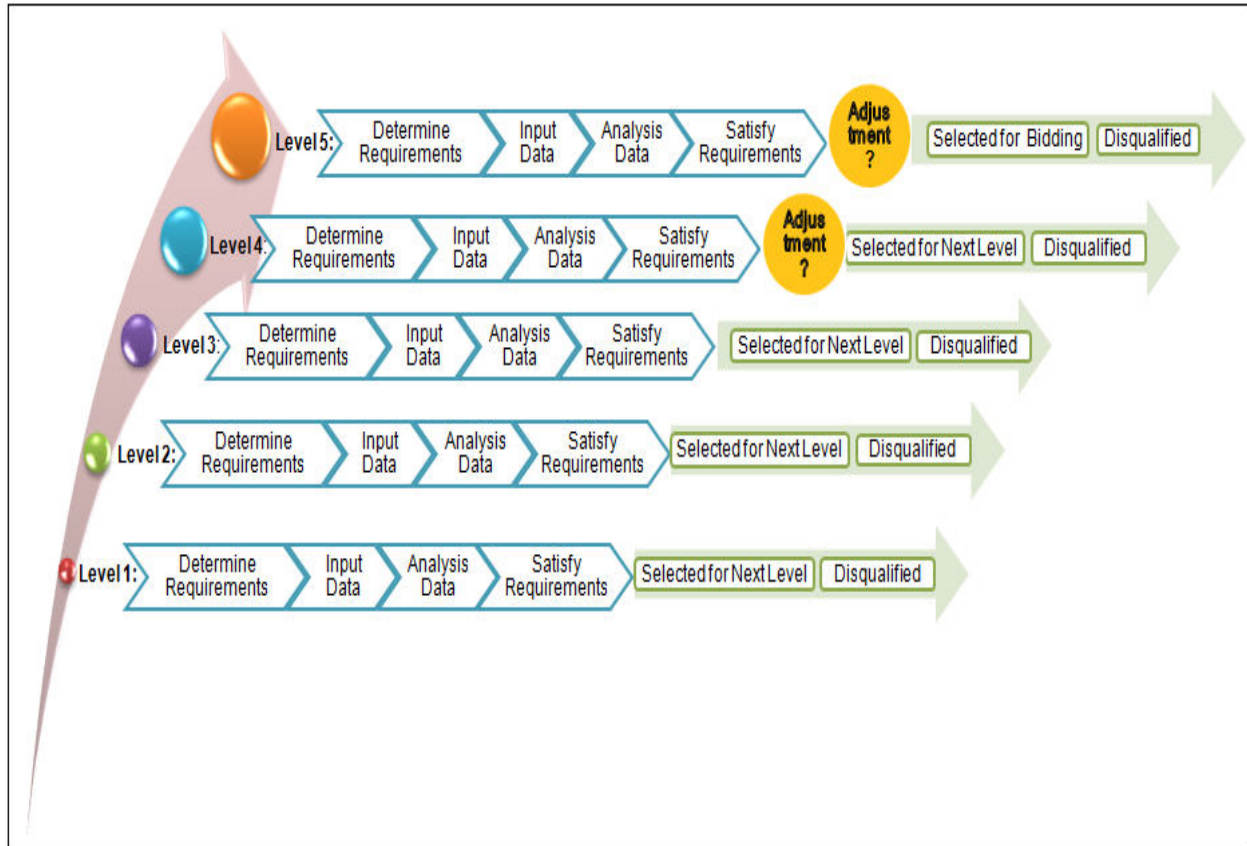 Level 5:
Determine
Requirements
Input
Data
Analysis
Data
Satisfy
Requirements
Adjus
tment
?
Selected for Bidding
Disqualified
Level 4:
Determine
Requirements
Input
Data
Analysis
Data
Satisfy
Requirements
Adjus
tment
?
Selected for Next Level
Disqualified
Level 3:
Determine
Requirements
Input
Data
Analysis
Data
Satisfy
Requirements
Selected for Next Level
Disqualified
Level 2:
Determine
Requirements
Input
Data
Analysis
Data
Satisfy
Requirements
Selected for Next Level
Disqualified
Level 1:
Determine
Requirements
Input
Data
Analysis
Data
Satisfy
Requirements
Selected for Next Level
Disqualified